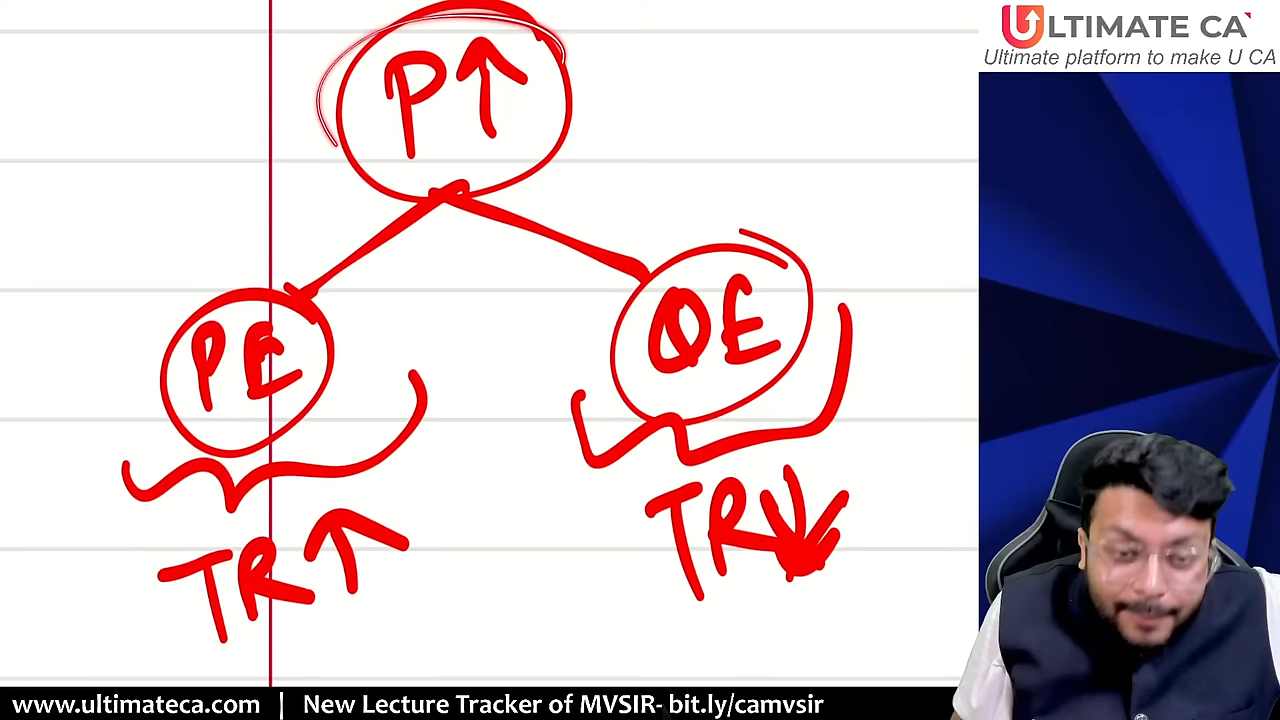 ULTIMATE CA
Ultimate platform to make U CA
P↑
PE
QE
TR↑
TR↓
www.ultimateca.com | New Lecture Tracker of MVSIR- bit.ly/camvsir